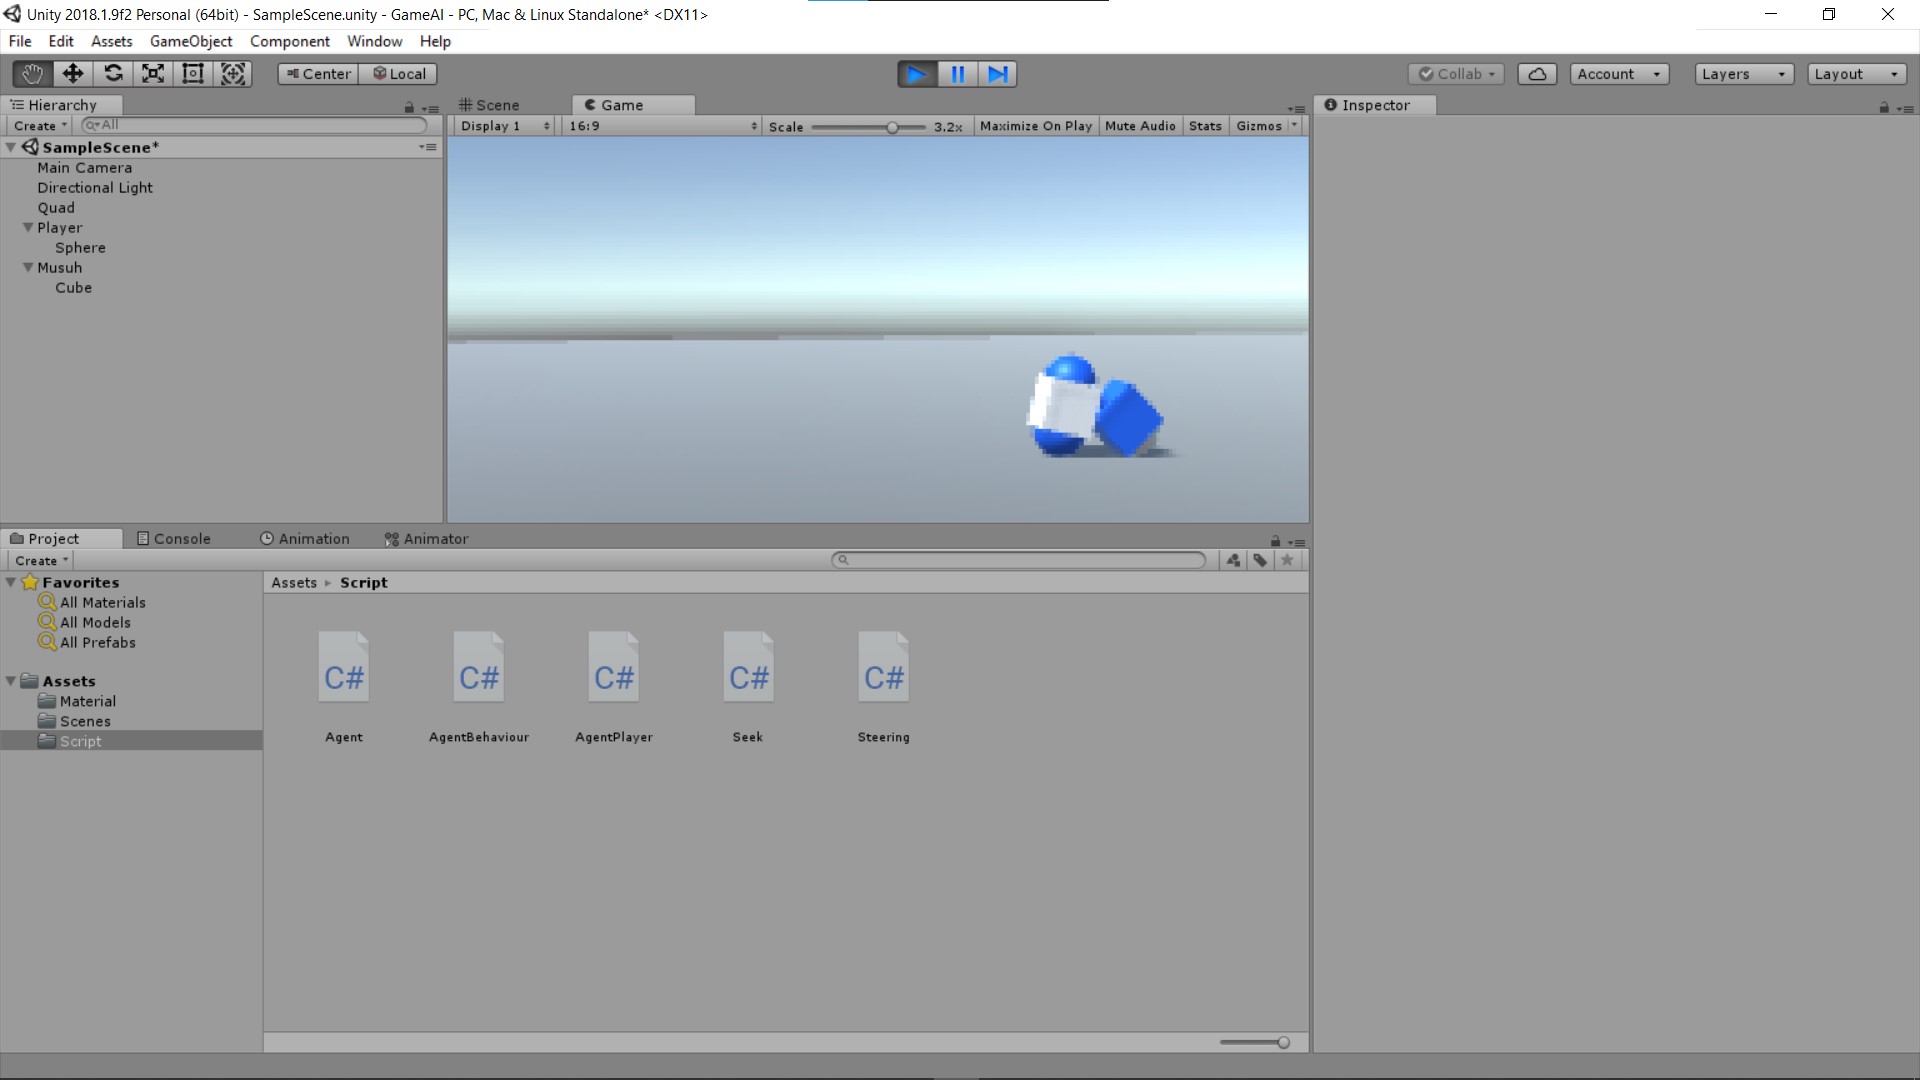 Unity 2018.1.9f2 Personal (64bit) - SampleScene.unity - GameAI - PC, Mac & Linux Standalone* <DX11>
File Edit Assets GameObject Component Window Help
Center Local Collab Account Layers Layout
Hierarchy
Create All
SampleScene*
Main Camera
Directional Light
Quad
Player
Sphere
Musuh
Cube
Scene Game
Display 1 16:9 Scale 3.2x Maximize On Play Mute Audio Stats Gizmos
Inspector
Project Console Animation Animator
Create
Favorites
All Materials
All Models
All Prefabs
Assets
Material
Scenes
Script
Assets Script
C# C# C# C# C#
Agent AgentBehaviour AgentPlayer Seek Steering